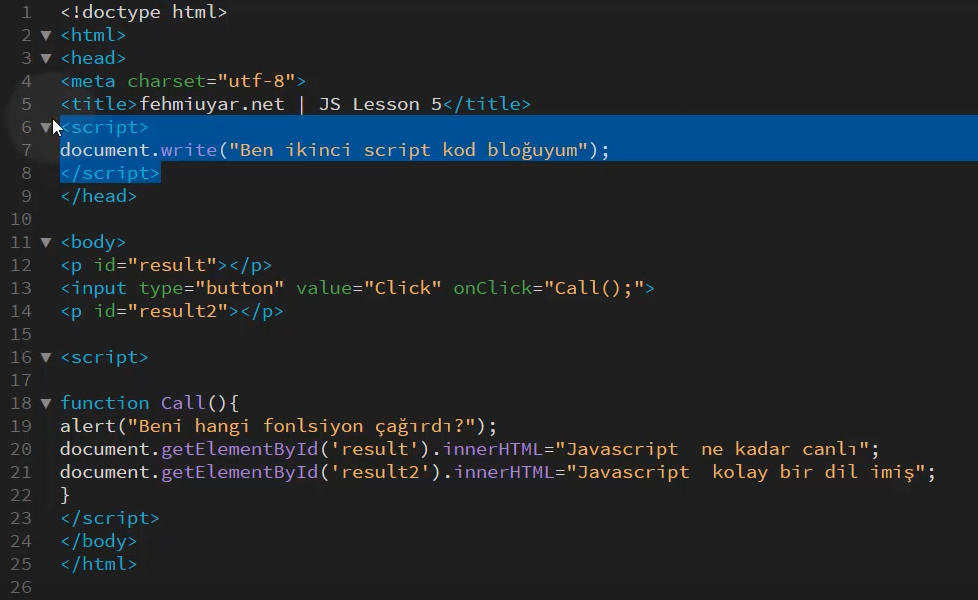 1 <!doctype html>
2 <html>
3 <head>
4 <meta charset="utf-8">
5 <title>fehmiuyar.net | JS Lesson 5</title>
6 <script>
7 document.write("Ben ikinci script kod bloğuyum");
8 </script>
9 </head>
10
11 <body>
12 <p id="result"></p>
13 <input type="button" value="Click" onClick="Call();">
14 <p id="result2"></p>
15
16 <script>
17
18 function Call(){
19 alert("Beni hangi fonlsiyon çağırdı?");
20 document.getElementById('result').innerHTML="Javascript  ne kadar canlı";
21 document.getElementById('result2').innerHTML="Javascript  kolay bir dil imiş";
22 }
23 </script>
24 </body>
25 </html>
26